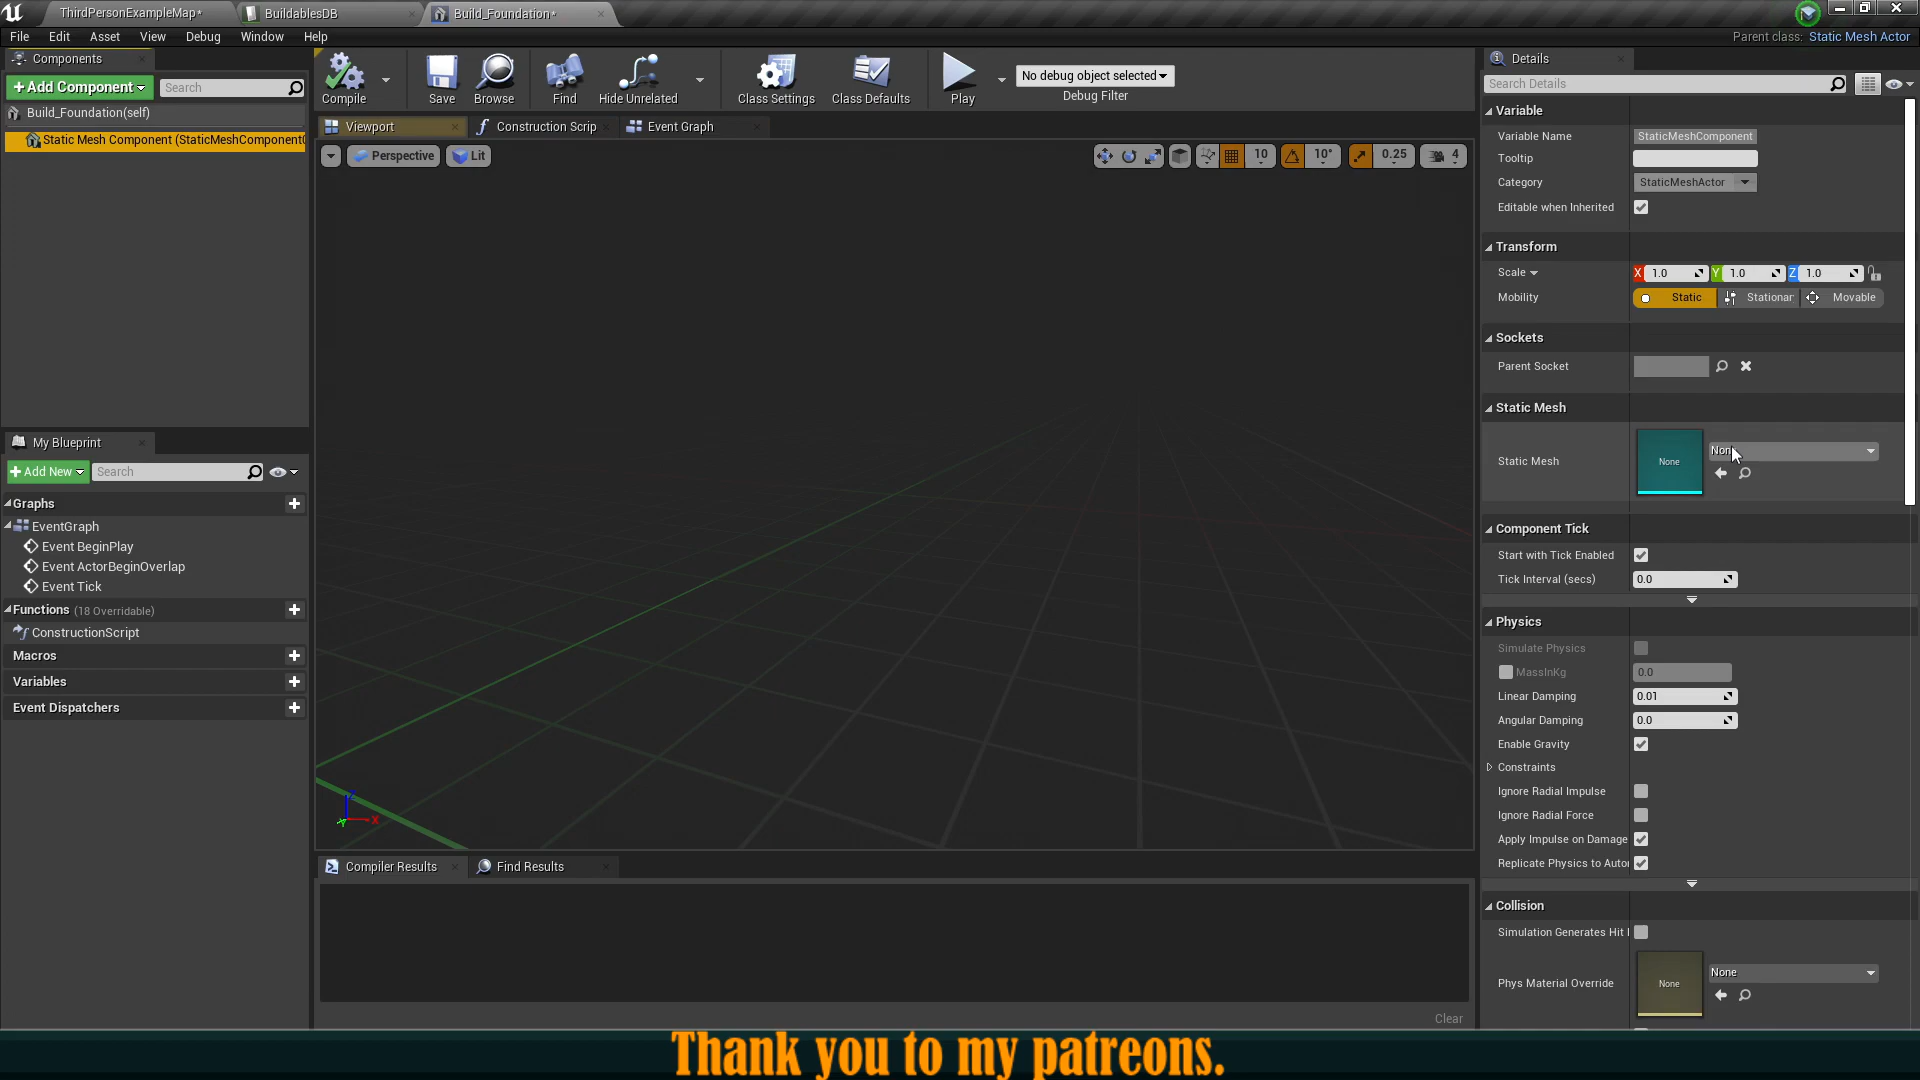 ThirdPersonExampleMap*
BuildablesDB
Build_Foundation*
File Edit Asset View Debug Window Help
Parent class: Static Mesh Actor
Components
+Add Component
Search
Build_Foundation(self)
Static Mesh Component (StaticMeshComponent
Compile
Save
Browse
Find
Hide Unrelated
Class Settings
Class Defaults
Play
No debug object selected
Debug Filter
Viewport
Construction Scrip
Event Graph
Perspective
Lit
10
10°
0.25
4
X
My Blueprint
+Add New
Search
Graphs
EventGraph
Event BeginPlay
Event ActorBeginOverlap
Event Tick
Functions (18 Overridable)
ConstructionScript
Macros
Variables
Event Dispatchers
Compiler Results
Find Results
Clear
Details
Search Details
Variable
Variable Name StaticMeshComponent
Tooltip
Category StaticMeshActor
Editable when Inherited
Transform
Scale X 1.0 Y 1.0 Z 1.0
Mobility Static Stationar Movable
Sockets
Parent Socket
Static Mesh
Static Mesh None
Component Tick
Start with Tick Enabled
Tick Interval (secs) 0.0
Physics
Simulate Physics
MassInKg 0.0
Linear Damping 0.01
Angular Damping 0.0
Enable Gravity
Constraints
Ignore Radial Impulse
Ignore Radial Force
Apply Impulse on Damage
Replicate Physics to Auto
Collision
Simulation Generates Hit
Phys Material Override None None
Thank you to my patreons.